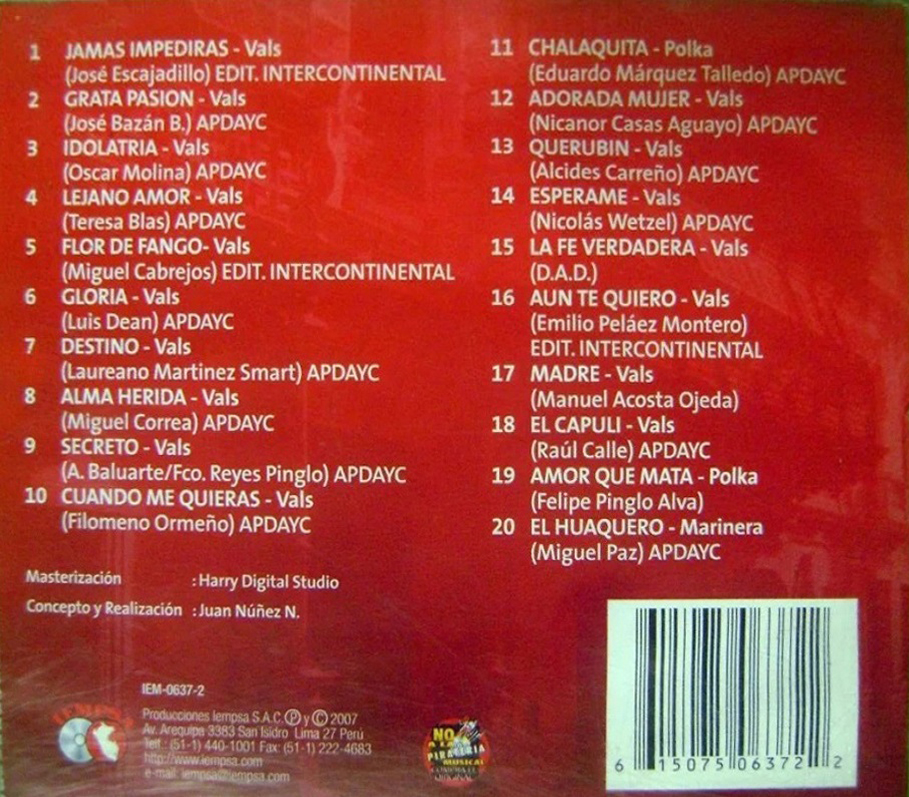 1 JAMAS IMPEDIRAS - Vals
(José Escajadillo) EDIT. INTERCONTINENTAL
2 GRATA PASION - Vals
(José Bazán B.) APDAYC
3 IDOLATRIA - Vals
(Oscar Molina) APDAYC
4 LEJANO AMOR - Vals
(Teresa Blas) APDAYC
5 FLOR DE FANGO- Vals
(Miguel Cabrejos) EDIT. INTERCONTINENTAL
6 GLORIA - Vals
(Luis Dean) APDAYC
7 DESTINO - Vals
(Laureano Martinez Smart) APDAYC
8 ALMA HERIDA - Vals
(Miguel Correa) APDAYC
9 SECRETO - Vals
(A. Baluarte/Fco. Reyes Pinglo) APDAYC
10 CUANDO ME QUIERAS - Vals
(Filomeno Ormeño) APDAYC
11 CHALAQUITA - Polka
(Eduardo Márquez Talledo) APDAYC
12 ADORADA MUJER - Vals
(Nicanor Casas Aguayo) APDAYC
13 QUERUBIN - Vals
(Alcides Carreño) APDAYC
14 ESPERAME - Vals
(Nicolás Wetzel) APDAYC
15 LA FE VERDADERA - Vals
(D.A.D.)
16 AUN TE QUIERO - Vals
(Emilio Peláez Montero)
EDIT. INTERCONTINENTAL
17 MADRE - Vals
(Manuel Acosta Ojeda)
18 EL CAPULI - Vals
(Raúl Calle) APDAYC
19 AMOR QUE MATA - Polka
(Felipe Pinglo Alva)
20 EL HUAQUERO - Marinera
(Miguel Paz) APDAYC
Masterización : Harry Digital Studio
Concepto y Realización : Juan Núñez N.
IEM-0637-2
IEMPSA
Producciones Iempsa S.A.C. Ⓟ y © 2007
Av. Arequipa 3383 San Isidro Lima 27 Perú
Telf.: (51-1) 440-1001 Fax: (51-1) 222-4683
http://www.iempsa.com
e-mail: iempsa@iempsa.com
NO
A LA
PIRATERIA
MUSICAL
COMPRA EL
ORIGINAL
6 15075 06372 2